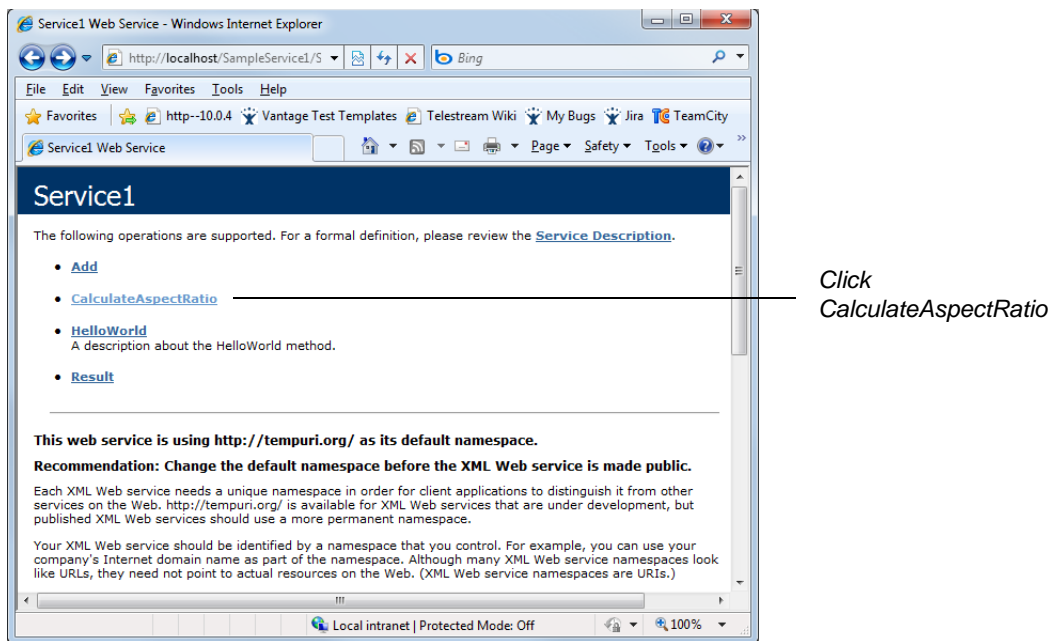 Service1 Web Service - Windows Internet Explorer
http://localhost/SampleService1/S
Bing
File Edit View Favorites Tools Help
Favorites http--10.0.4 Vantage Test Templates Telestream Wiki My Bugs Jira TeamCity
Service1 Web Service Page Safety Tools »
Service1
The following operations are supported. For a formal definition, please review the Service Description.
• Add
• CalculateAspectRatio
Click
CalculateAspectRatio
• HelloWorld
A description about the HelloWorld method.
• Result
This web service is using http://tempuri.org/ as its default namespace.
Recommendation: Change the default namespace before the XML Web service is made public.
Each XML Web service needs a unique namespace in order for client applications to distinguish it from other
services on the Web. http://tempuri.org/ is available for XML Web services that are under development, but
published XML Web services should use a more permanent namespace.
Your XML Web service should be identified by a namespace that you control. For example, you can use your
company's Internet domain name as part of the namespace. Although many XML Web service namespaces look
like URLs, they need not point to actual resources on the Web. (XML Web service namespaces are URIs.)
Local intranet | Protected Mode: Off 100%